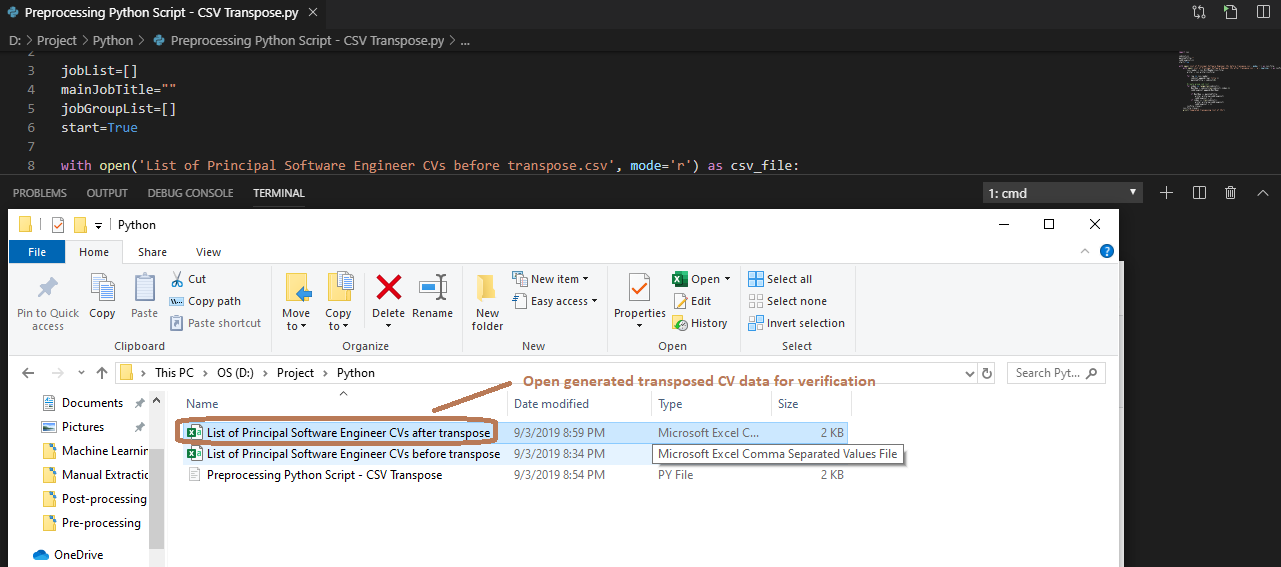 Preprocessing Python Script - CSV Transpose.py
D: > Project > Python > Preprocessing Python Script - CSV Transpose.py > ...
2
3 jobList=[]
4 mainJobTitle=""
5 jobGroupList=[]
6 start=True
7
8 with open('List of Principal Software Engineer CVs before transpose.csv', mode='r') as csv_file:
PROBLEMS OUTPUT DEBUG CONSOLE TERMINAL 1: cmd
Python
File Home Share View
Pin to Quick access
Copy
Paste
Cut
Copy path
Paste shortcut
Move to
Copy to
Delete
Rename
New folder
New item
Easy access
Properties
Open
Edit
History
Select all
Select none
Invert selection
Clipboard Organize New Open Select
This PC > OS (D:) > Project > Python Search Pyt...
Open generated transposed CV data for verification
Documents
Pictures
Machine Learnin
Manual Extractic
Post-processing
Pre-processing
OneDrive
Name Date modified Type Size
List of Principal Software Engineer CVs after transpose 9/3/2019 8:59 PM Microsoft Excel C... 2 KB
List of Principal Software Engineer CVs before transpose 9/3/2019 8:34 PM
Microsoft Excel Comma Separated Values File
Preprocessing Python Script - CSV Transpose 9/3/2019 8:54 PM PY File 2 KB